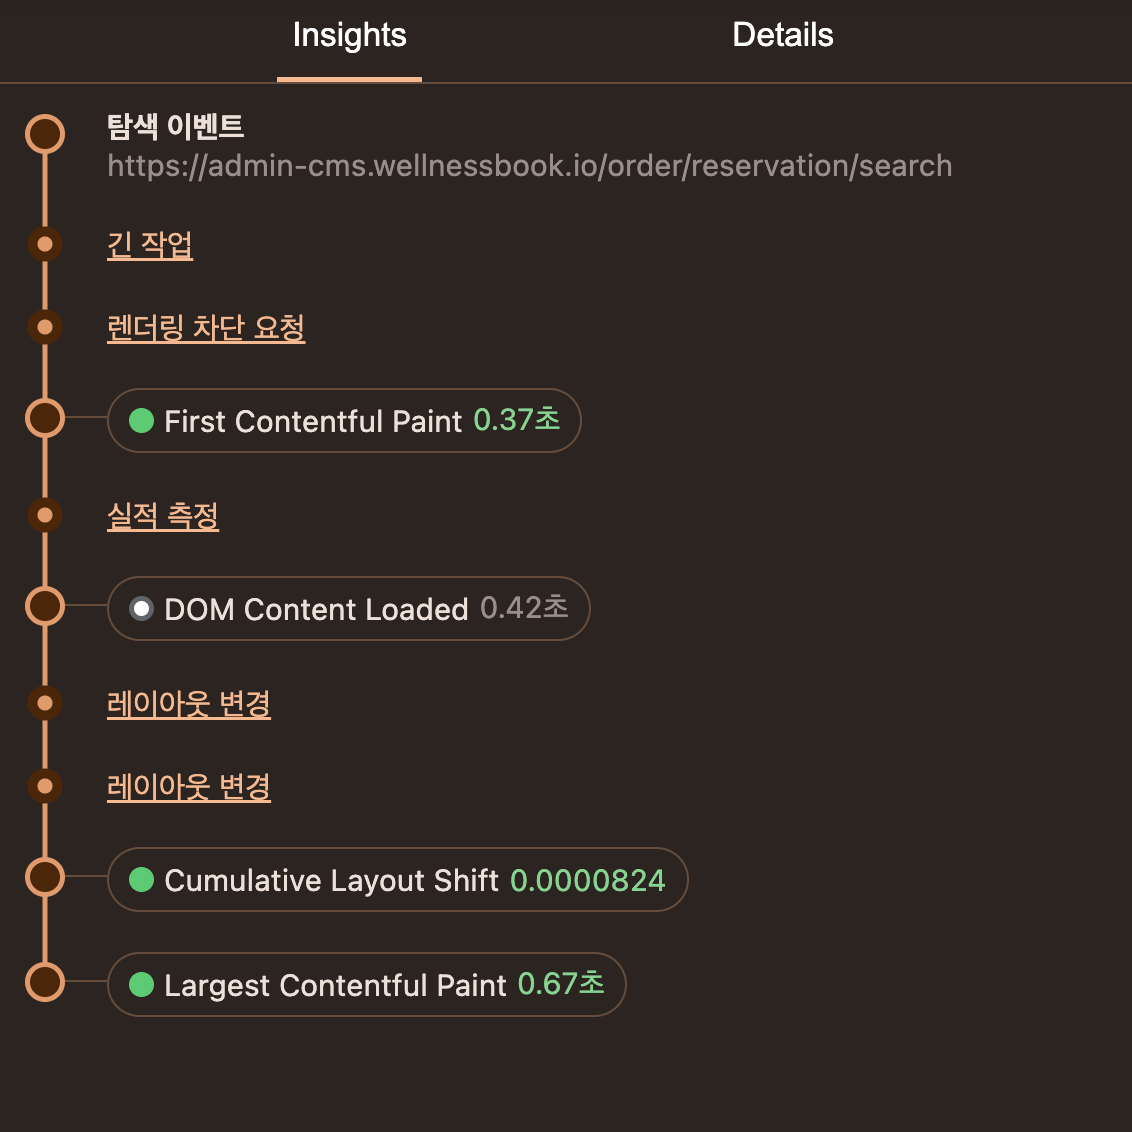 Insights
Details
탐색 이벤트
https://admin-cms.wellnessbook.io/order/reservation/search
긴 작업
렌더링 차단 요청
First Contentful Paint 0.37초
실적 측정
DOM Content Loaded 0.42초
레이아웃 변경
레이아웃 변경
Cumulative Layout Shift 0.0000824
Largest Contentful Paint 0.67초